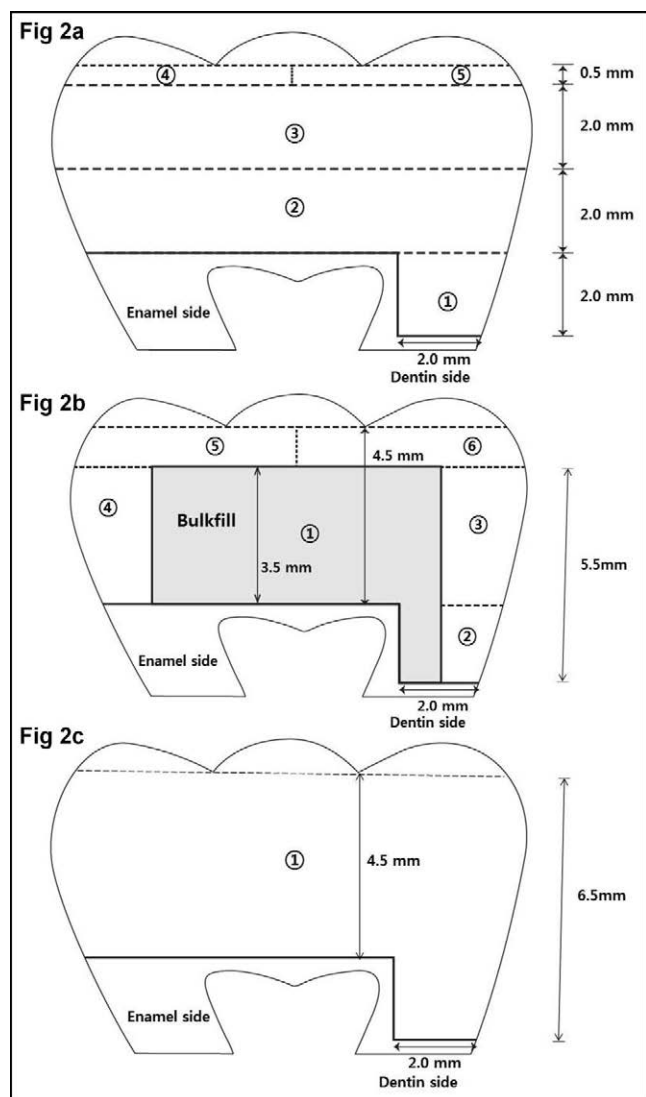 Fig 2a
④ ⑤ 0.5 mm
③ 2.0 mm
② 2.0 mm
Enamel side ① 2.0 mm
2.0 mm
Dentin side
Fig 2b
⑤ ⑥
4.5 mm
④ Bulkfill ① ③
3.5 mm 5.5mm
Enamel side ②
2.0 mm
Dentin side
Fig 2c
① 4.5 mm
6.5mm
Enamel side
2.0 mm
Dentin side